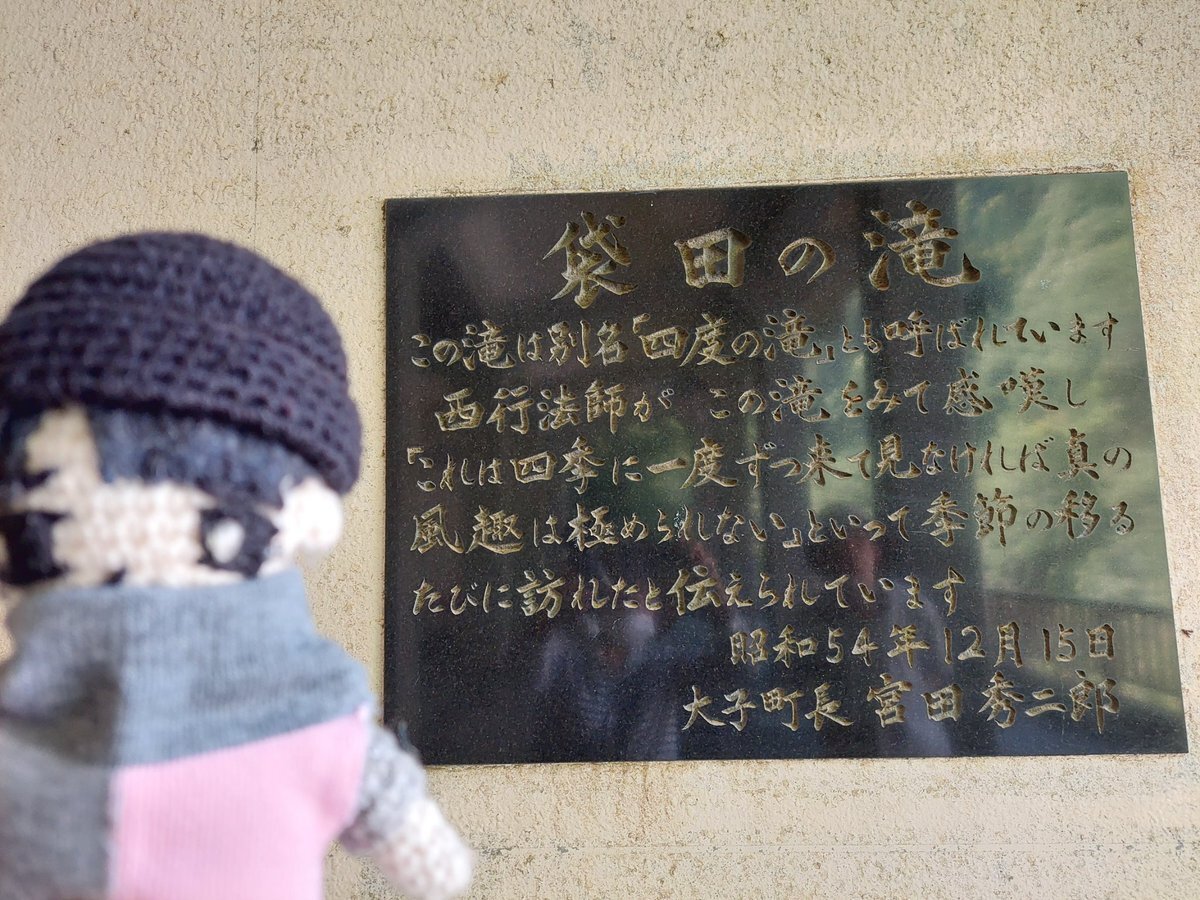 袋田の滝
この滝は別名「四度の滝」とも呼ばれています
西行法師が この滝をみて感嘆し
「これは四季に一度ずつ来て見なければ真の
風趣は極められない」といって季節の移る
たびに訪れたと伝えられています
昭和54年12月15日
大子町長 宮田秀二郎